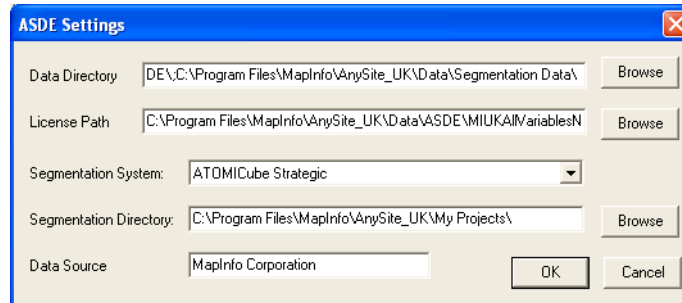 ASDE Settings
Data Directory DE\;C:\Program Files\MapInfo\AnySite_UK\Data\Segmentation Data\ Browse
License Path C:\Program Files\MapInfo\AnySite_UK\Data\ASDE\MIUKAllVariablesN Browse
Segmentation System: ATOMICube Strategic
Segmentation Directory: C:\Program Files\MapInfo\AnySite_UK\My Projects\ Browse
Data Source MapInfo Corporation OK Cancel